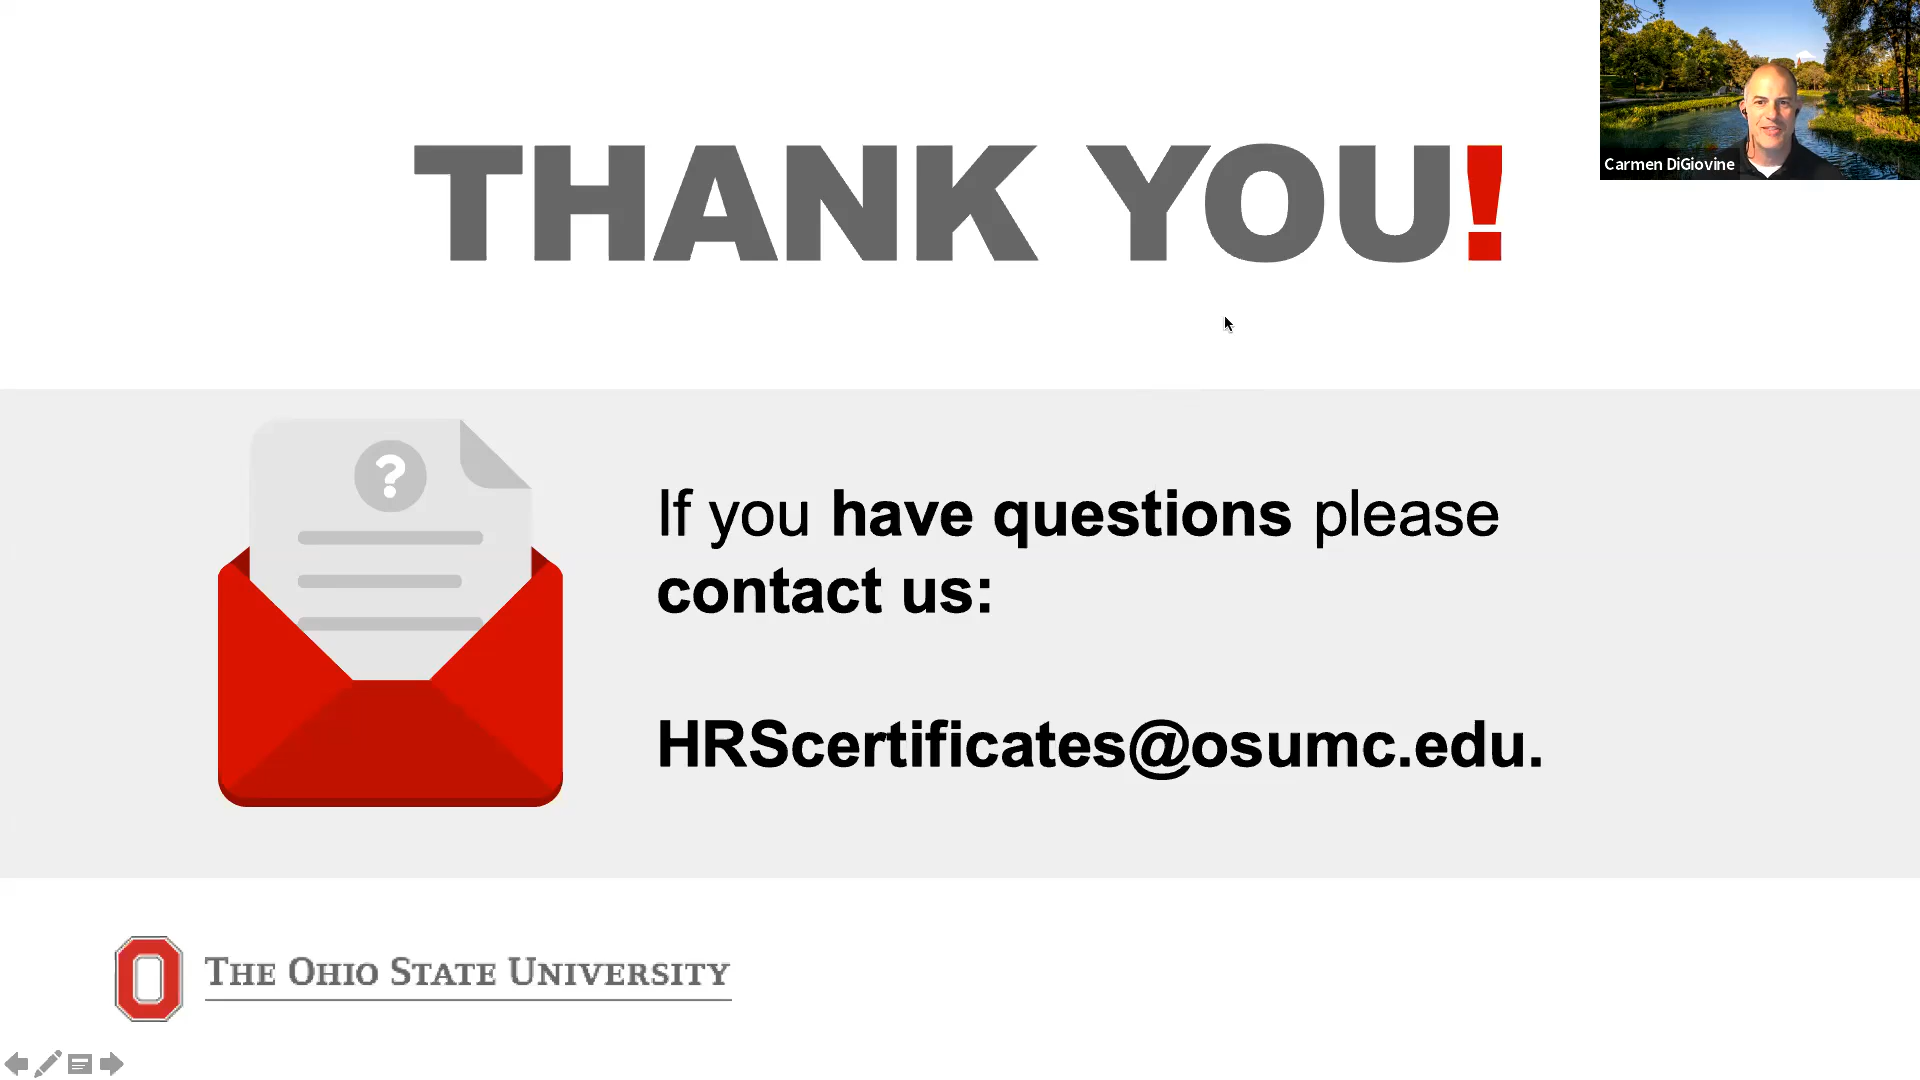 THANK YOU!
Carmen DiGiovine
?
If you have questions please
contact us:
HRScertificates@osumc.edu.
O
THE OHIO STATE UNIVERSITY